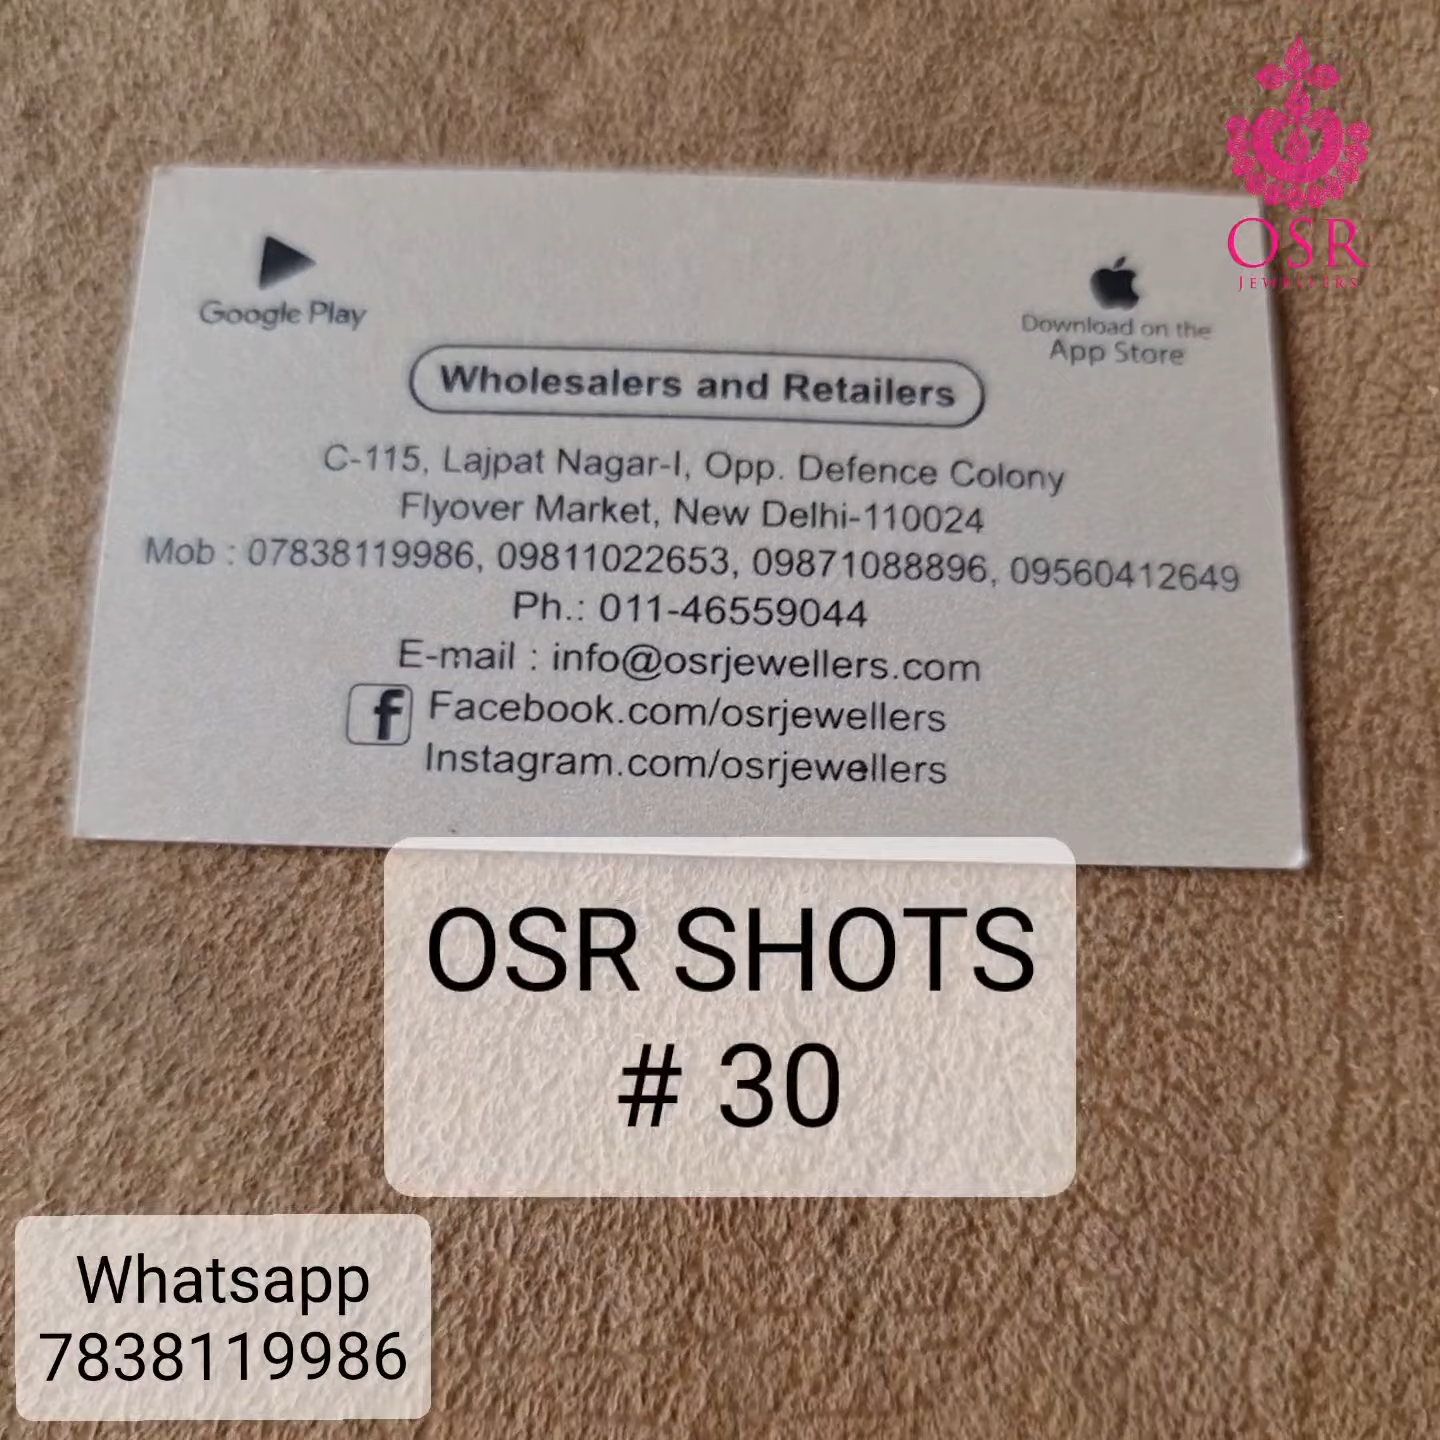 OSR
JEWELLERS
Google Play
Download on the
App Store
Wholesalers and Retailers
C-115, Lajpat Nagar-I, Opp. Defence Colony
Flyover Market, New Delhi-110024
Mob : 07838119986, 09811022653, 09871088896, 09560412649
Ph.: 011-46559044
E-mail : info@osrjewellers.com
f Facebook.com/osrjewellers
Instagram.com/osrjewellers
OSR SHOTS
# 30
Whatsapp
7838119986